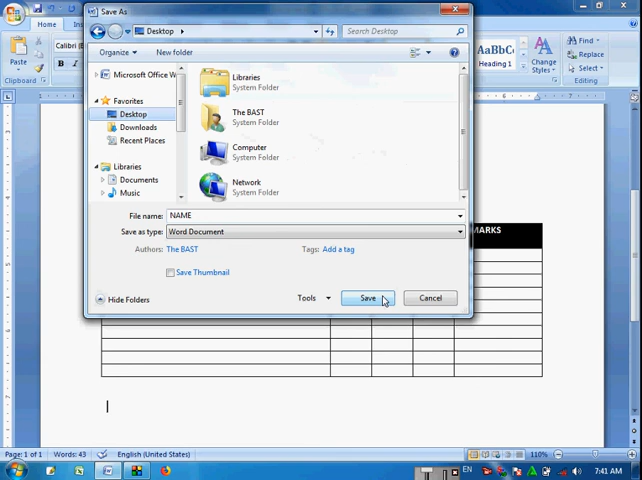 Save As
Desktop
Search Desktop
Home
Organize
New folder
Paste
Clipboard
Calibri
B
Microsoft Office W
Favorites
Desktop
Downloads
Recent Places
Libraries
Documents
Music
Libraries
System Folder
The BAST
System Folder
Computer
System Folder
Network
System Folder
AaBb
Heading 1
Change
Styles
Find
Replace
Select
Editing
File name:
NAME
Save as type:
Word Document
Authors:
The BAST
Tags:
Add a tag
Save Thumbnail
Hide Folders
Tools
Save
Cancel
MARKS
Page: 1 of 1
Words: 43
English (United States)
110%
EN
7:41 AM